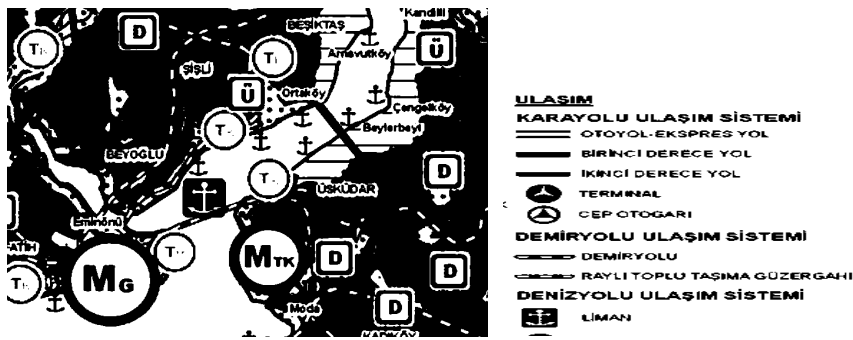 Kandilli
BEŞİKTAŞ
D
T
Arnavutköy
Ü
T
ŞİŞLİ
Ortaköy
Ü
Çengelköy
T
Beylerbeyi
BEYOĞLU
D
T
ÜSKÜDAR
Eminönü
FATİH
T
MG
MTK
D
D
T
Moda
D
KADIKÖY
ULAŞIM
KARAYOLU ULAŞIM SİSTEMİ
OTOYOL-EKSPRES YOL
BİRİNCİ DERECE YOL
İKİNCİ DERECE YOL
TERMİNAL
CEP OTOGARI
DEMİRYOLU ULAŞIM SİSTEMİ
DEMİRYOLU
RAYLI TOPLU TAŞIMA GÜZERGAHI
DENİZYOLU ULAŞIM SİSTEMİ
LİMAN